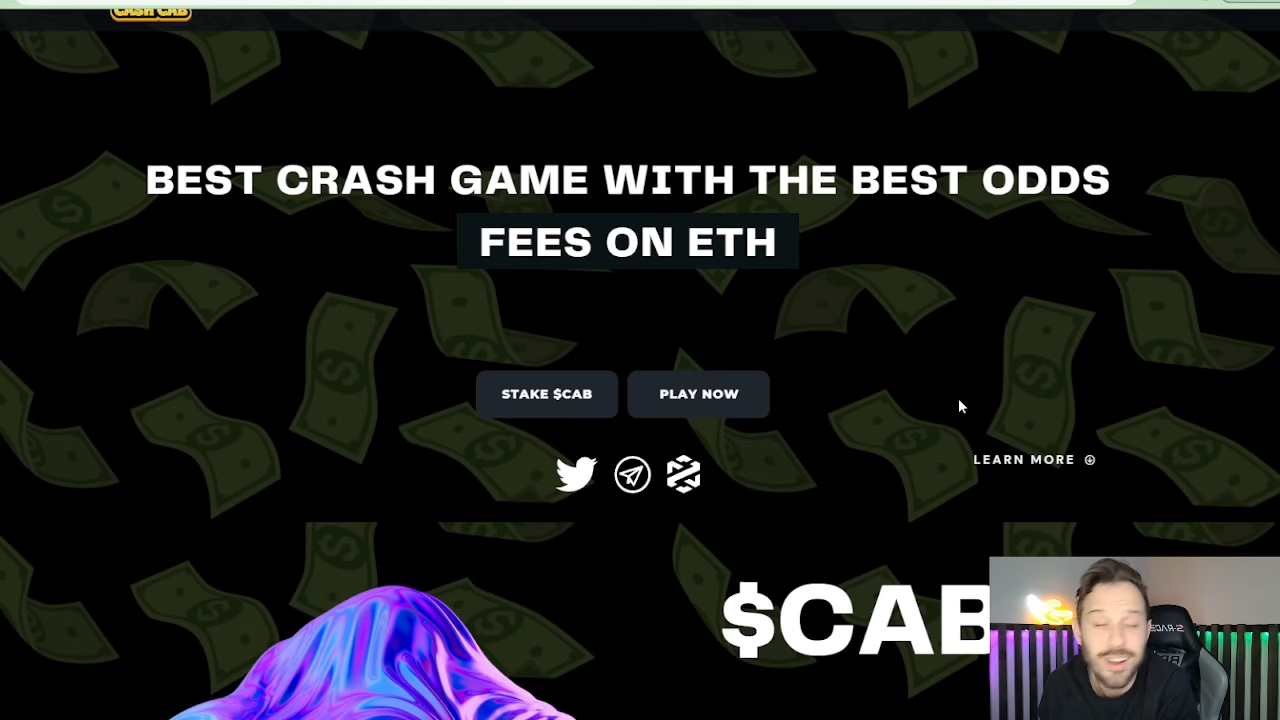 CASH CAB
BEST CRASH GAME WITH THE BEST ODDS
FEES ON ETH
STAKE $CAB
PLAY NOW
LEARN MORE
$CAB